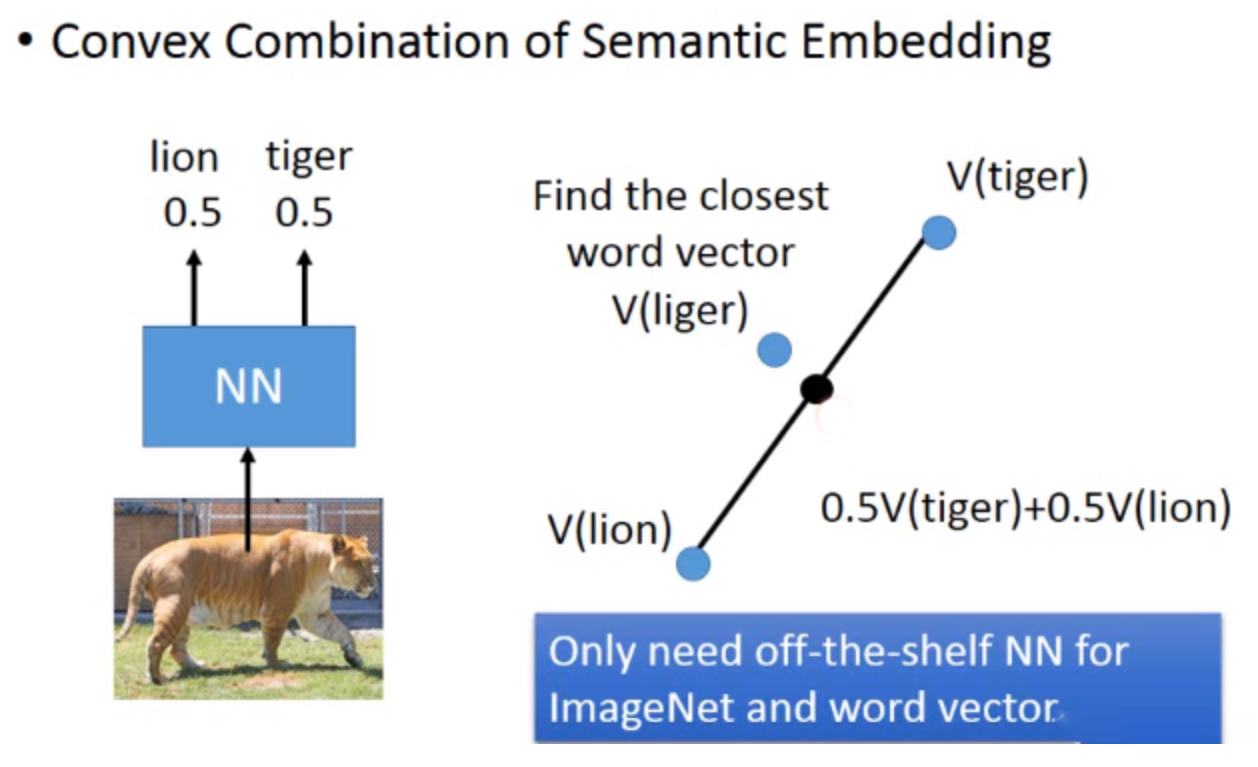 • Convex Combination of Semantic Embedding
lion tiger
0.5 0.5
NN
Find the closest
word vector
V(liger)
V(tiger)
V(lion)
0.5V(tiger)+0.5V(lion)
Only need off-the-shelf NN for
ImageNet and word vector.